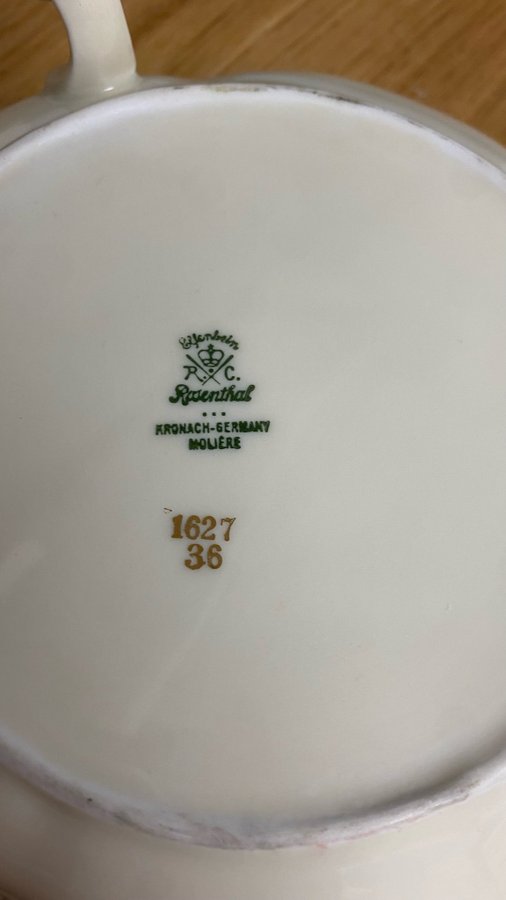 Elfenbein
R. C.
Rosenthal
...
KRONACH-GERMANY
MOLIÈRE
1627
36